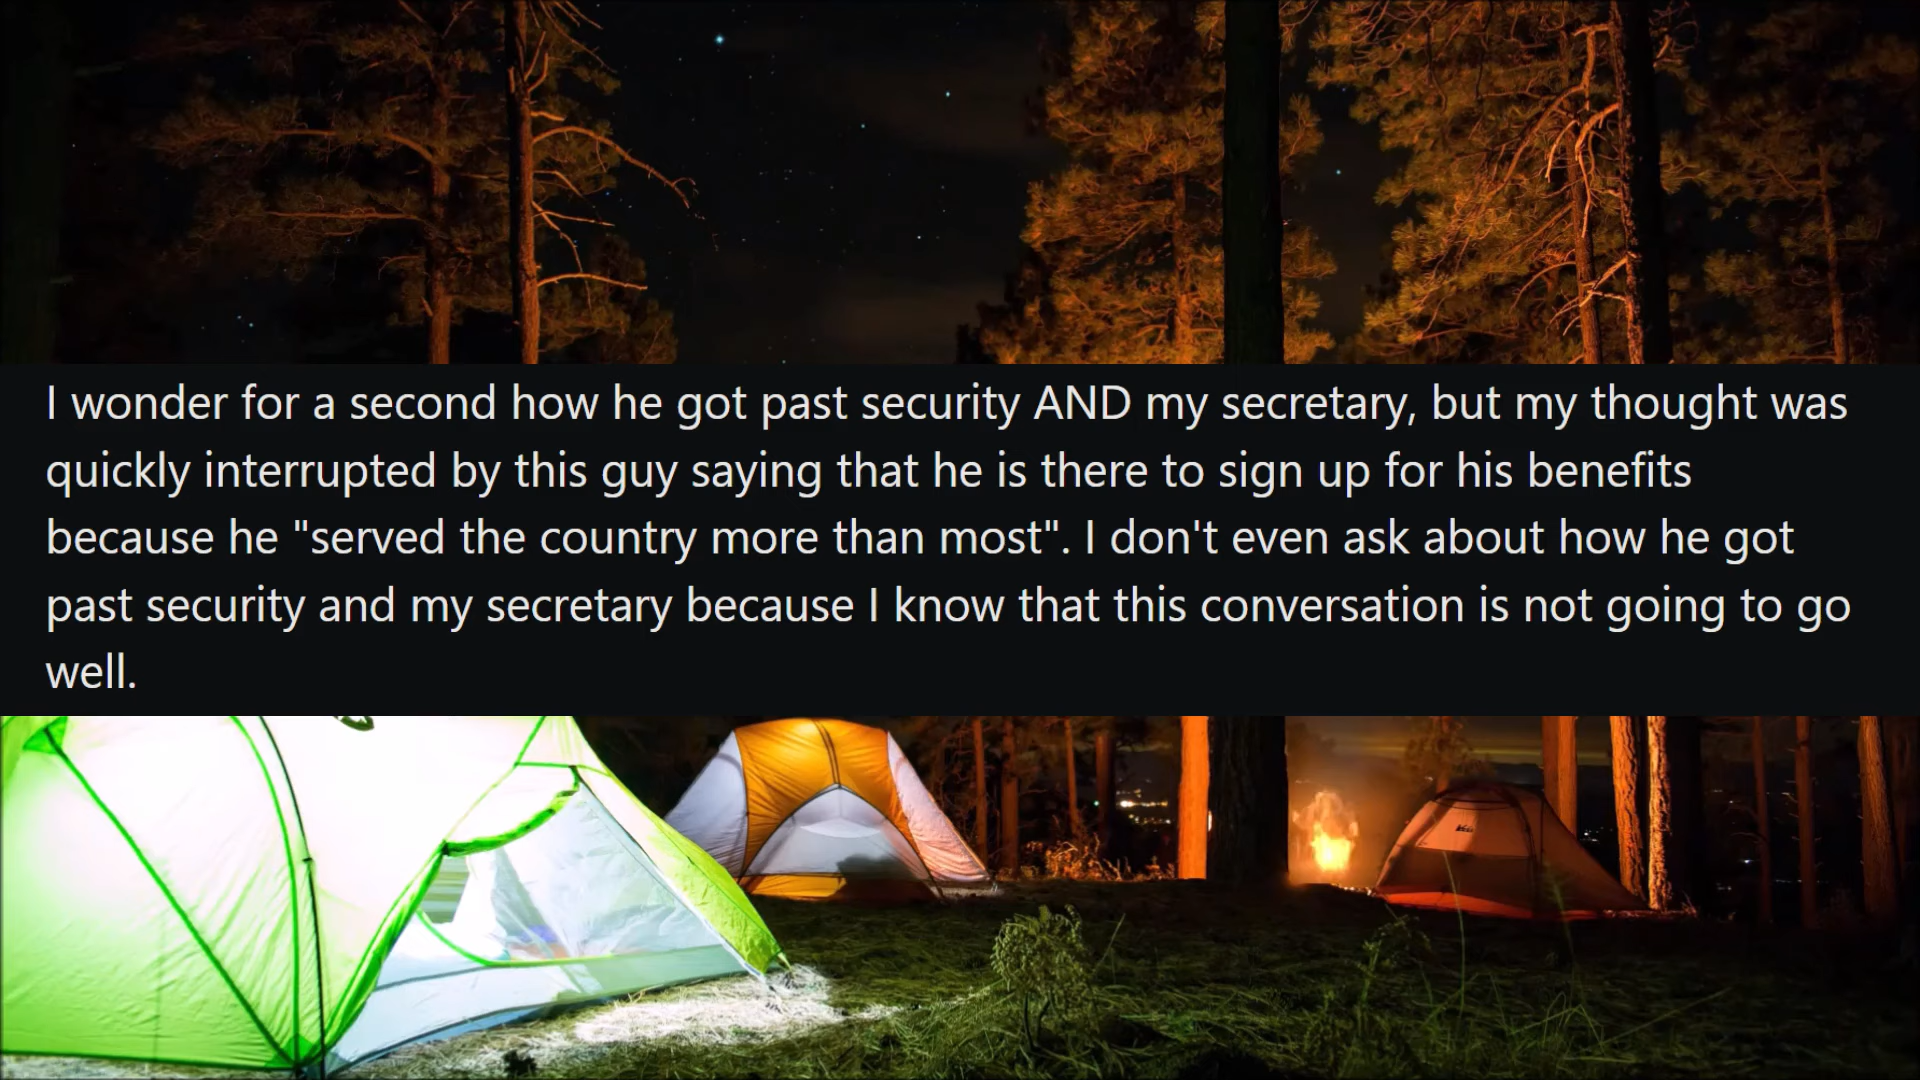 I wonder for a second how he got past security AND my secretary, but my thought was
quickly interrupted by this guy saying that he is there to sign up for his benefits
because he "served the country more than most". I don't even ask about how he got
past security and my secretary because I know that this conversation is not going to go
well.